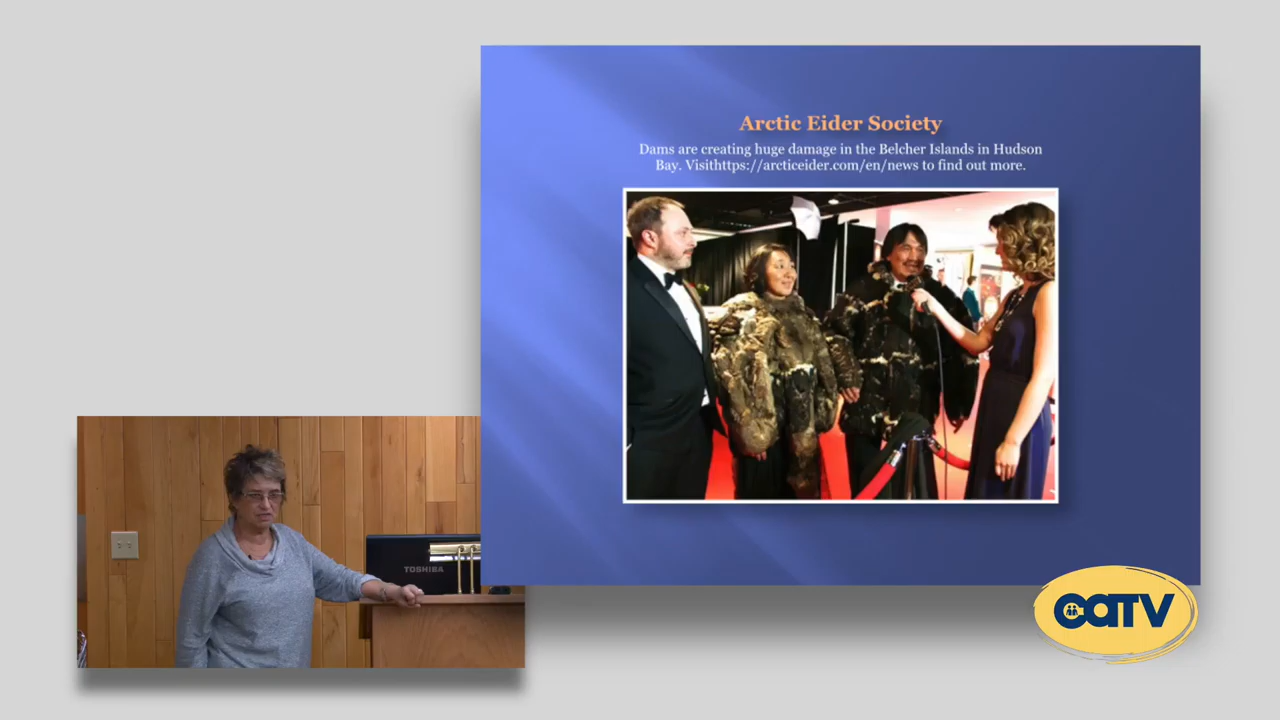 Arctic Eider Society
Dams are creating huge damage in the Belcher Islands in Hudson
Bay. Visithttps://arcticeider.com/en/news to find out more.
TOSHIBA
CATV